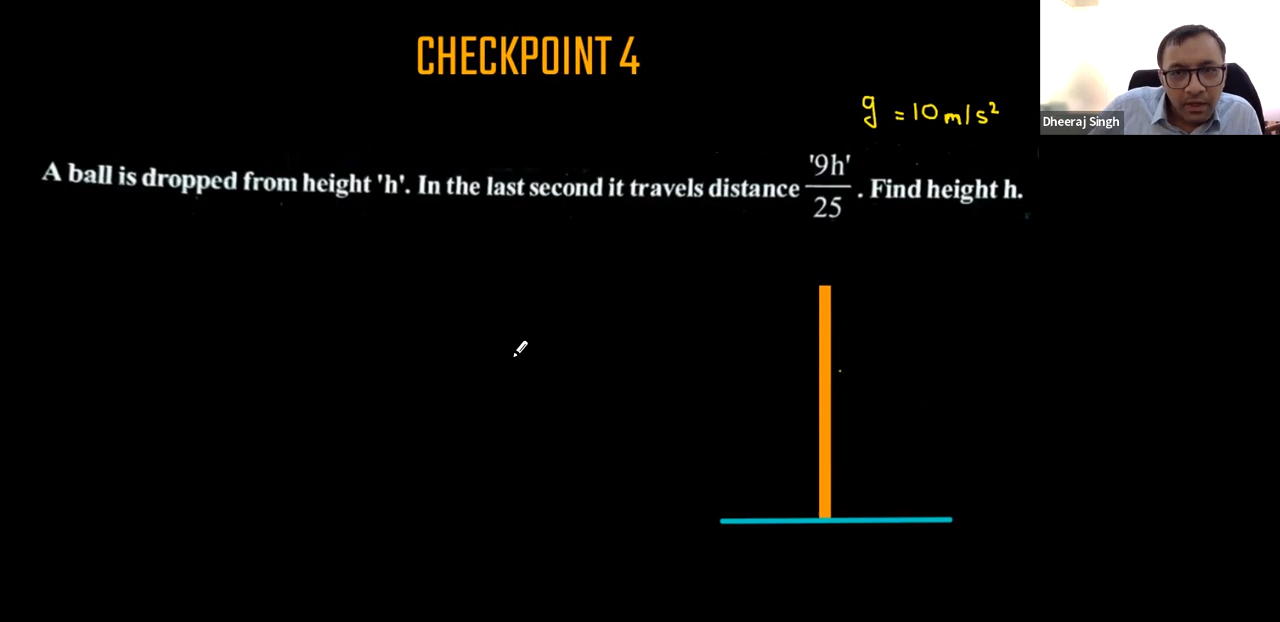 CHECKPOINT 4
g = 10 m/s²
Dheeraj Singh
A ball is dropped from height 'h'. In the last second it travels distance '9h'/25 . Find height h.